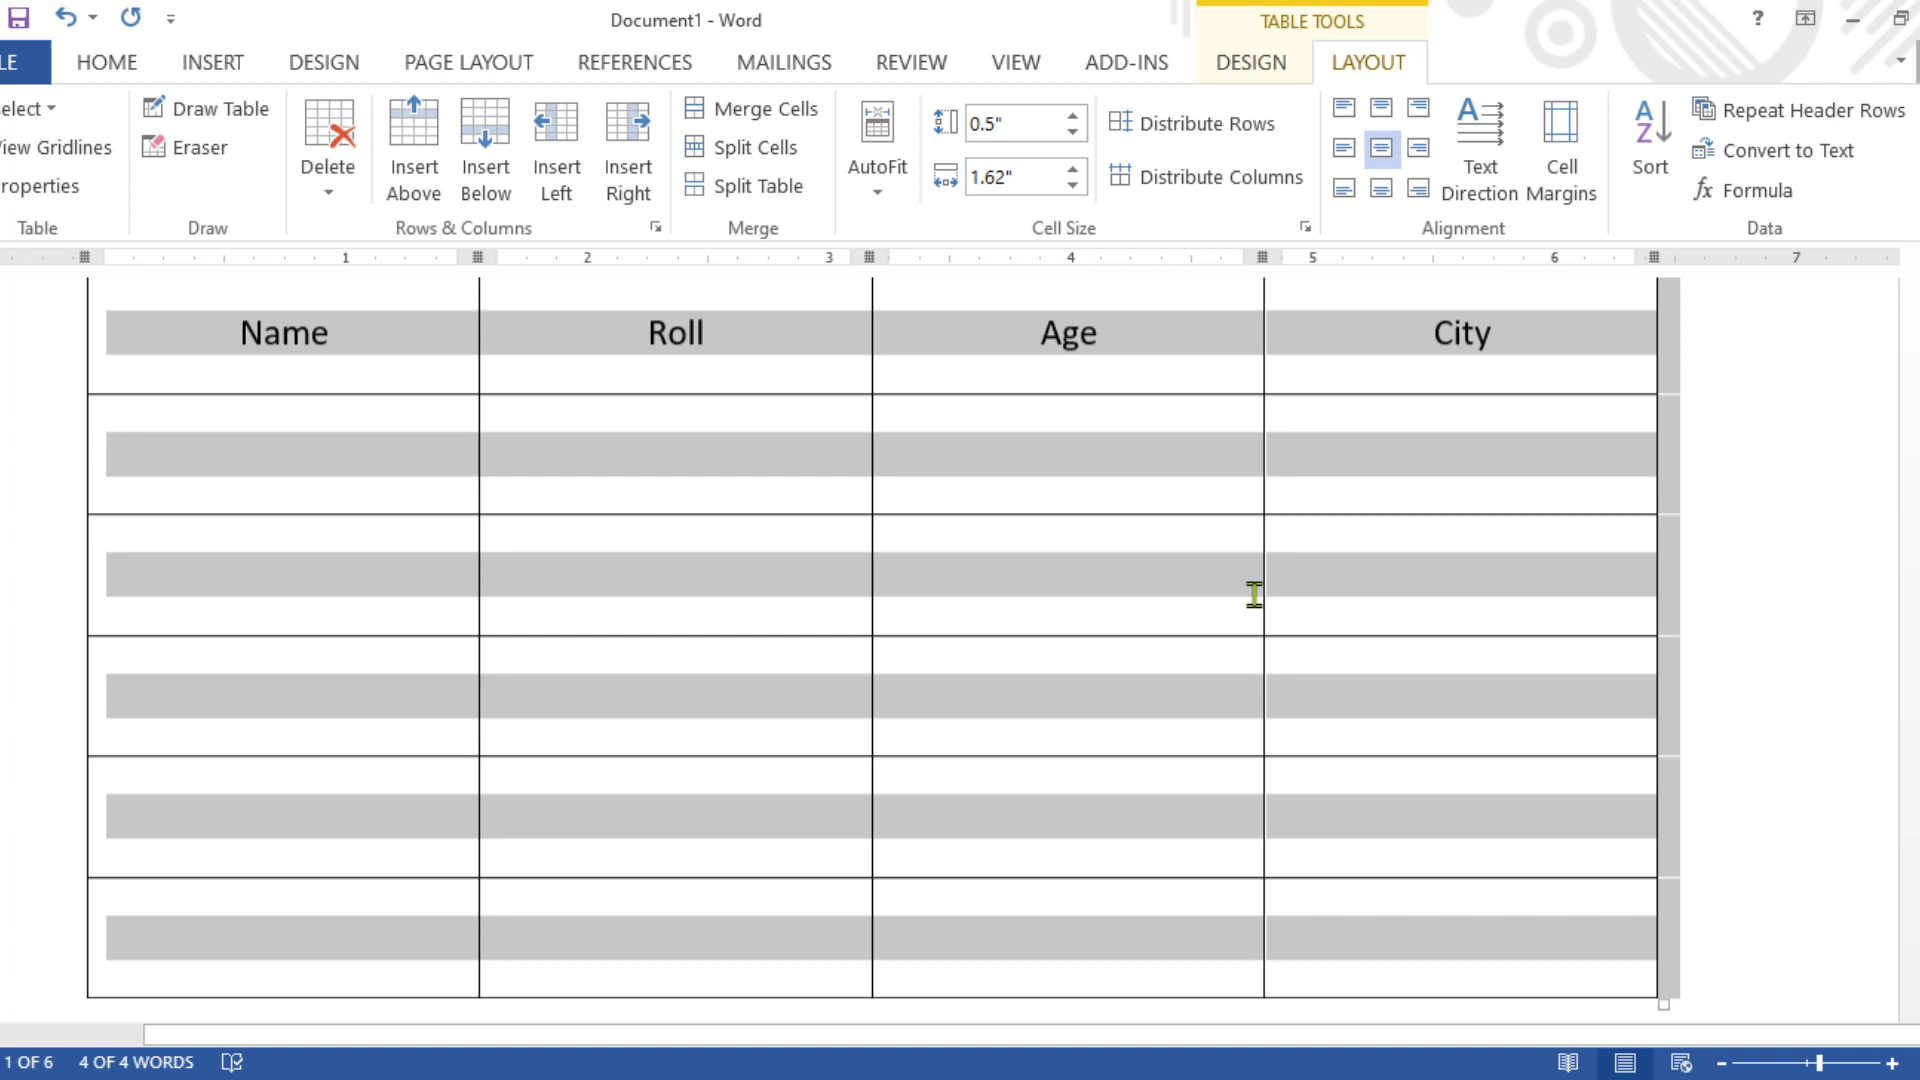 Document1 - Word
TABLE TOOLS
?
LE
HOME
INSERT
DESIGN
PAGE LAYOUT
REFERENCES
MAILINGS
REVIEW
VIEW
ADD-INS
DESIGN
LAYOUT
elect
iew Gridlines
roperties
Table
Draw Table
Eraser
Draw
Delete
Insert
Above
Insert
Below
Insert
Left
Insert
Right
Rows & Columns
Merge Cells
Split Cells
Split Table
Merge
AutoFit
0.5"
1.62"
Distribute Rows
Distribute Columns
Cell Size
A
Text
Direction
Cell
Margins
Alignment
A
Z
Sort
Repeat Header Rows
Convert to Text
fx Formula
Data
1 2 3 4 5 6 7
Name Roll Age City
1 OF 6
4 OF 4 WORDS